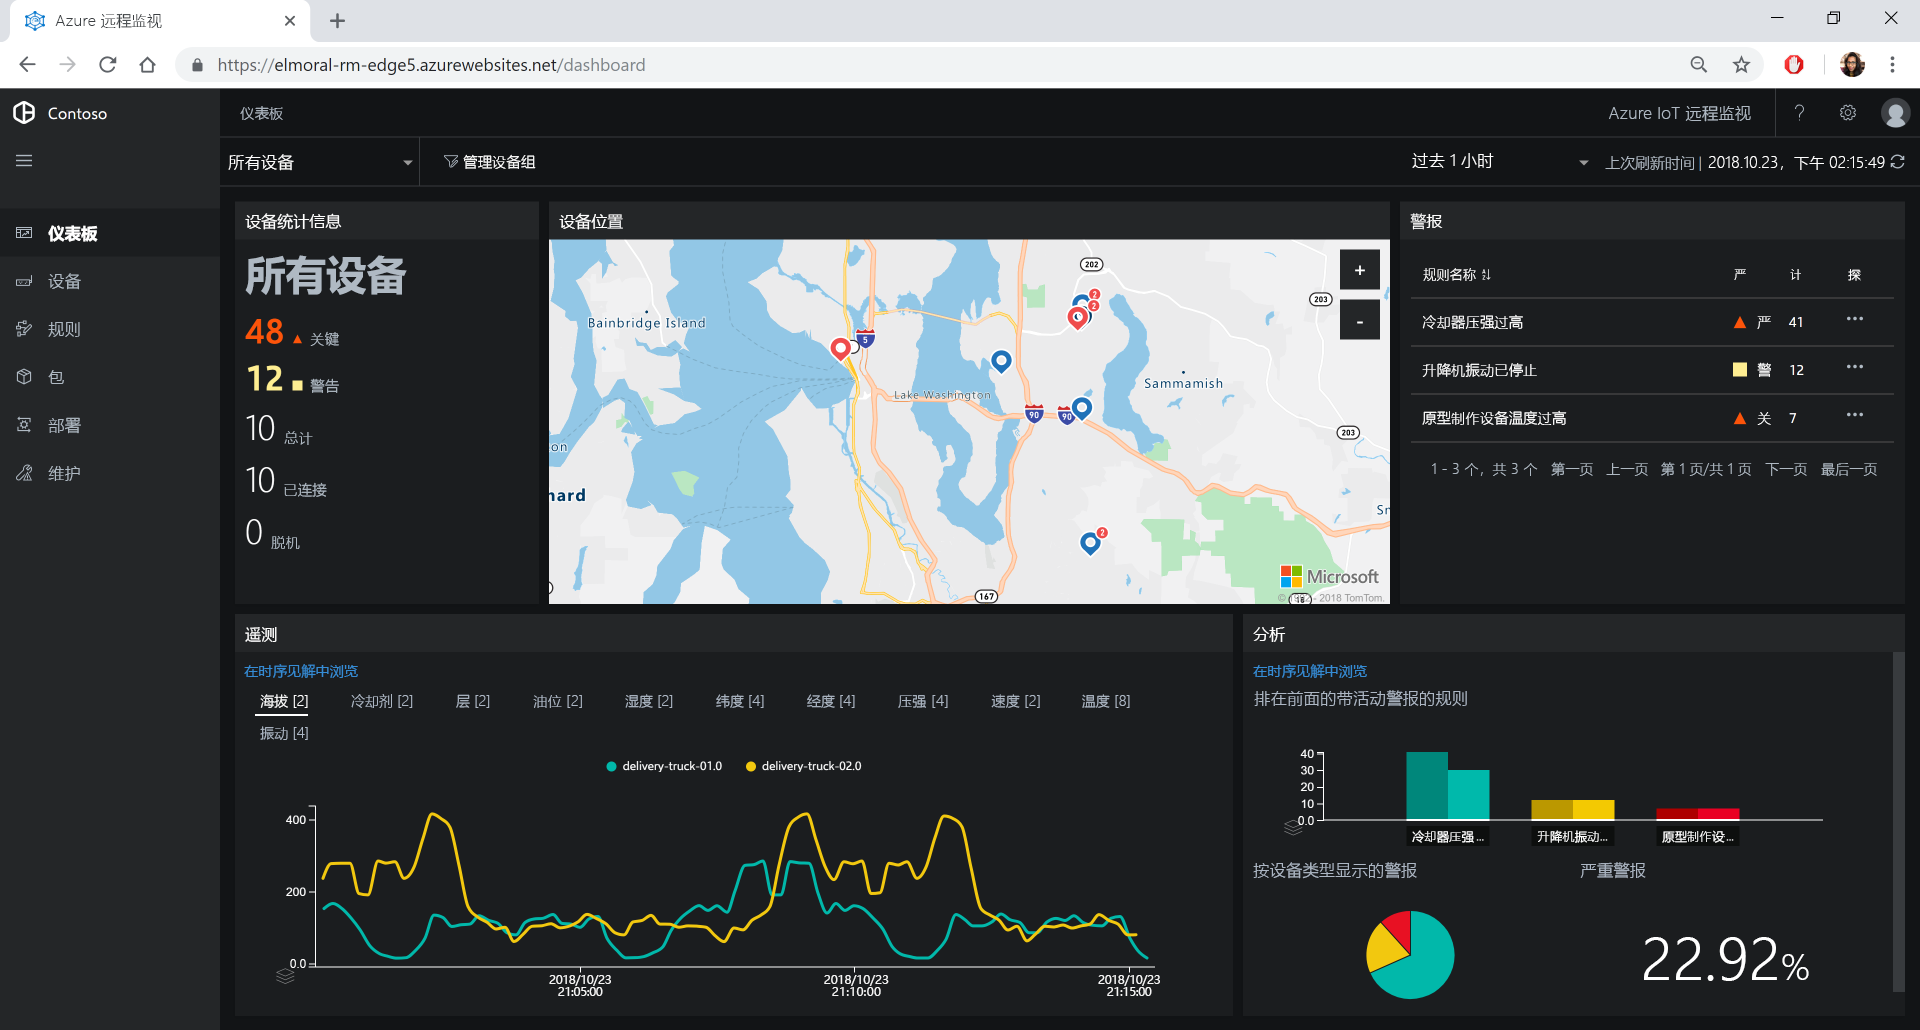 Azure 远程监视
https://elmoral-rm-edge5.azurewebsites.net/dashboard
Contoso
仪表板
Azure IoT 远程监视
?
所有设备
管理设备组
过去 1 小时
上次刷新时间 | 2018.10.23，下午 02:15:49
仪表板
设备
规则
包
部署
维护
设备统计信息
所有设备
48 关键
12 警告
10 总计
10 已连接
0 脱机
设备位置
Bainbridge Island
Lake Washington
Sammamish
on
nard
Sn
202
203
203
5
90
90
167
2
2
2
+
-
Microsoft
2018 TomTom.
警报
规则名称 严 计 探
冷却器压强过高 严 41 ...
升降机振动已停止 警 12 ...
原型制作设备温度过高 关 7 ...
1 - 3 个，共 3 个 第一页 上一页 第 1 页/共 1 页 下一页 最后一页
遥测
在时序见解中浏览
海拔 [2] 冷却剂 [2] 层 [2] 油位 [2] 湿度 [2] 纬度 [4] 经度 [4] 压强 [4] 速度 [2] 温度 [8]
振动 [4]
delivery-truck-01.0 delivery-truck-02.0
400
200
0.0
2018/10/23 2018/10/23 2018/10/23
21:05:00 21:10:00 21:15:00
分析
在时序见解中浏览
排在前面的带活动警报的规则
40
30
20
10
0.0
冷却器压强... 升降机振动... 原型制作设...
按设备类型显示的警报 严重警报
22.92%